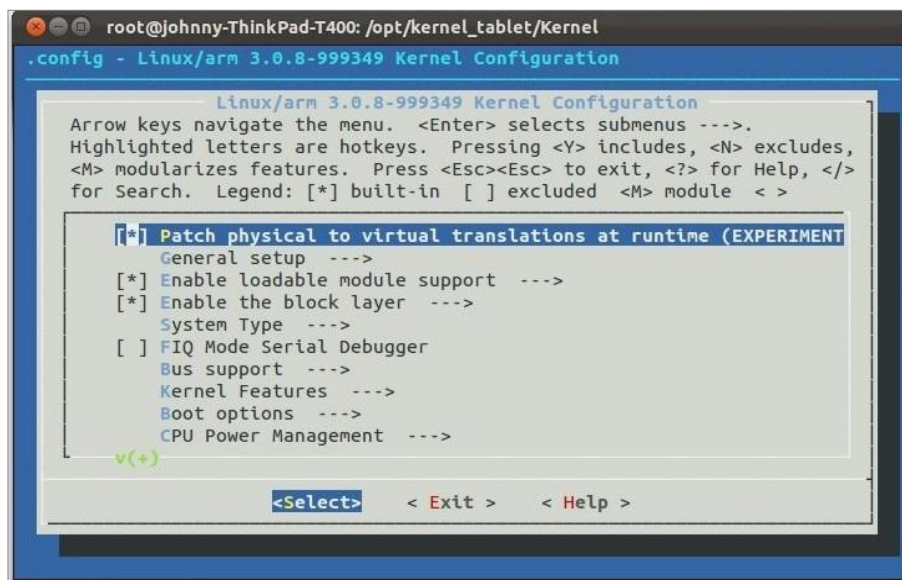 root@johnny-ThinkPad-T400: /opt/kernel_tablet/Kernel
.config - Linux/arm 3.0.8-999349 Kernel Configuration
Linux/arm 3.0.8-999349 Kernel Configuration
Arrow keys navigate the menu.  <Enter> selects submenus --->.
Highlighted letters are hotkeys.  Pressing <Y> includes, <N> excludes,
<M> modularizes features.  Press <Esc><Esc> to exit, <?> for Help, </>
for Search.  Legend: [*] built-in  [ ] excluded  <M> module  < >
[*] Patch physical to virtual translations at runtime (EXPERIMENT
General setup  --->
[*] Enable loadable module support  --->
[*] Enable the block layer  --->
System Type  --->
[ ] FIQ Mode Serial Debugger
Bus support  --->
Kernel Features  --->
Boot options  --->
CPU Power Management  --->
v(+)
<Select>    < Exit >    < Help >